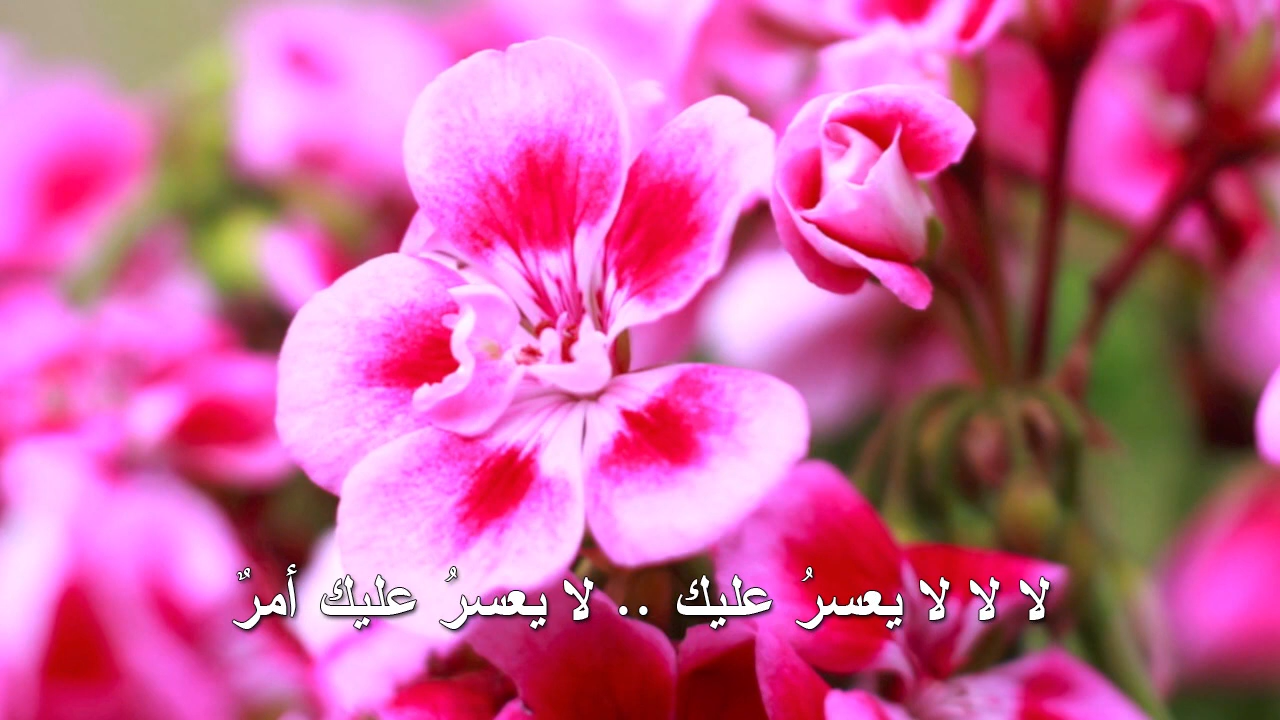 لا لا لا يعسرُ عليك .. لا يعسرُ عليك أمرٌ